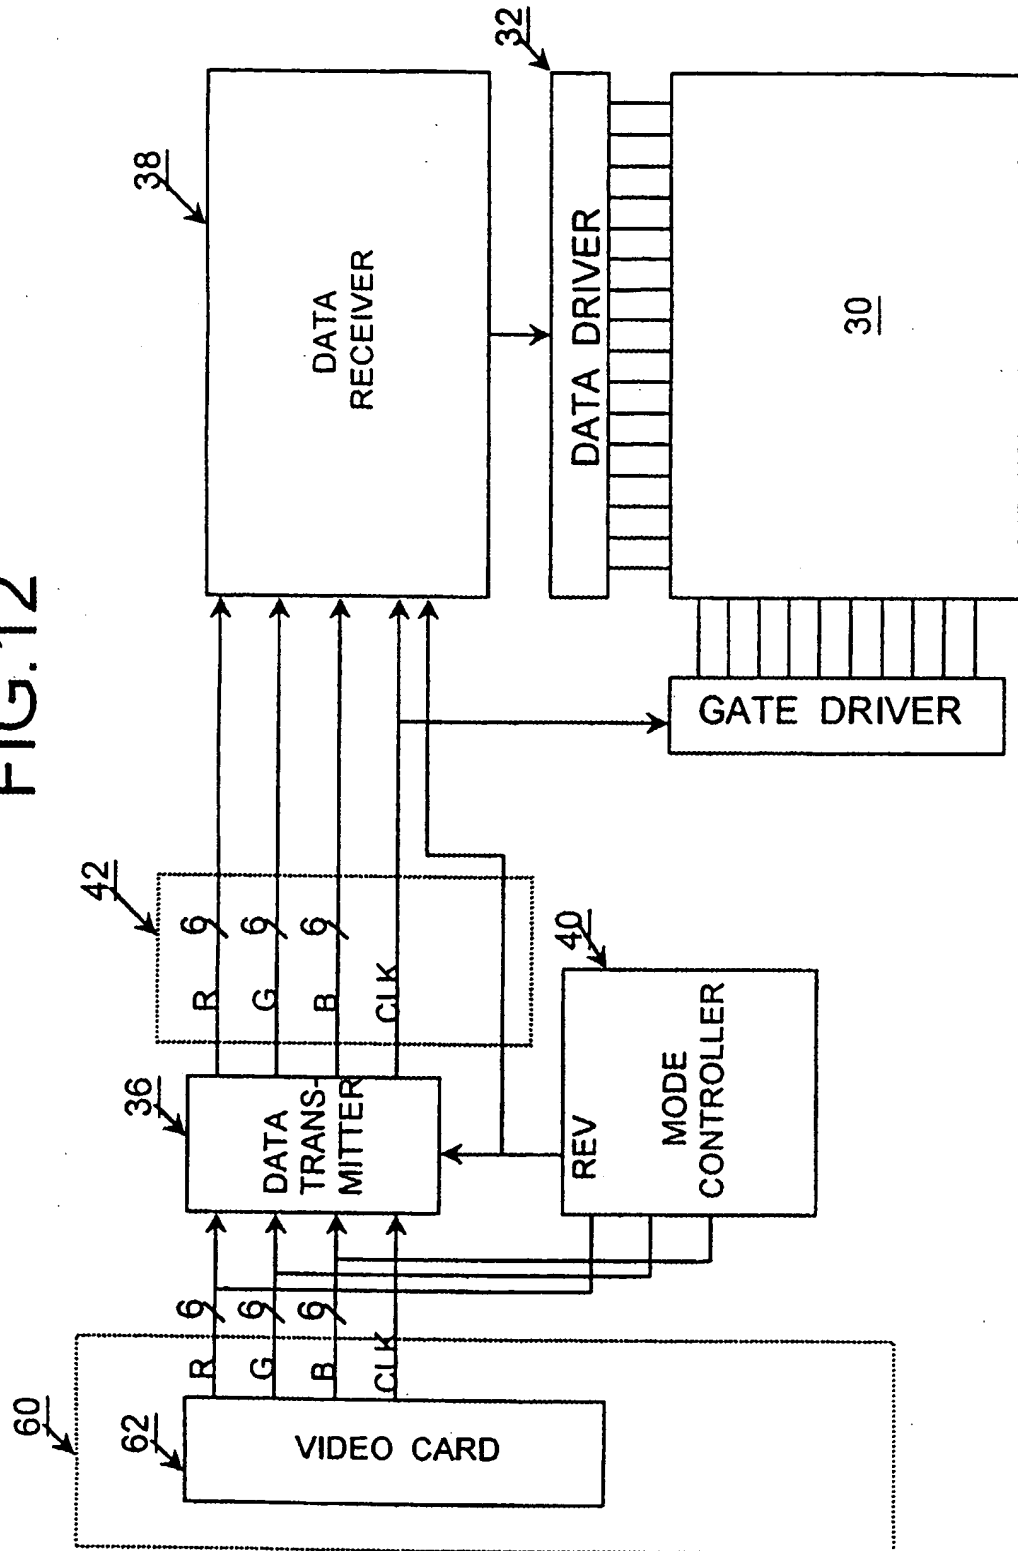 FIG.12
60
62
VIDEO CARD
R
6
G
6
B
6
CLK
36
DATA
TRANS-
MITTER
42
R
6
G
6
B
6
CLK
40
REV
MODE
CONTROLLER
38
DATA
RECEIVER
32
DATA DRIVER
GATE DRIVER
30